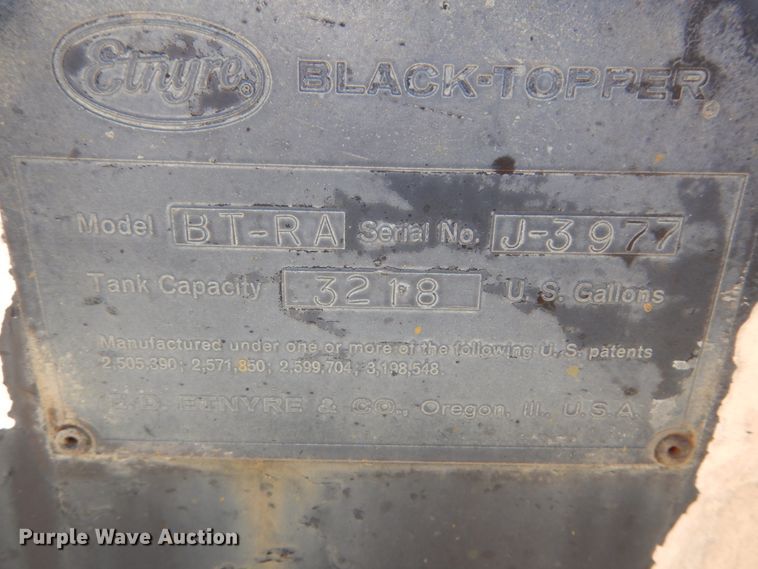 Etnyre® BLACK-TOPPER®
Model BT-RA Serial No. J-3977
Tank Capacity 3218 U. S. Gallons
Manufactured under one or more of the following U. S. patents
2,505,390; 2,571,850; 2,599,704; 3,198,548.
E. D. ETNYRE & CO., Oregon, Ill., U.S.A.
Purple Wave Auction